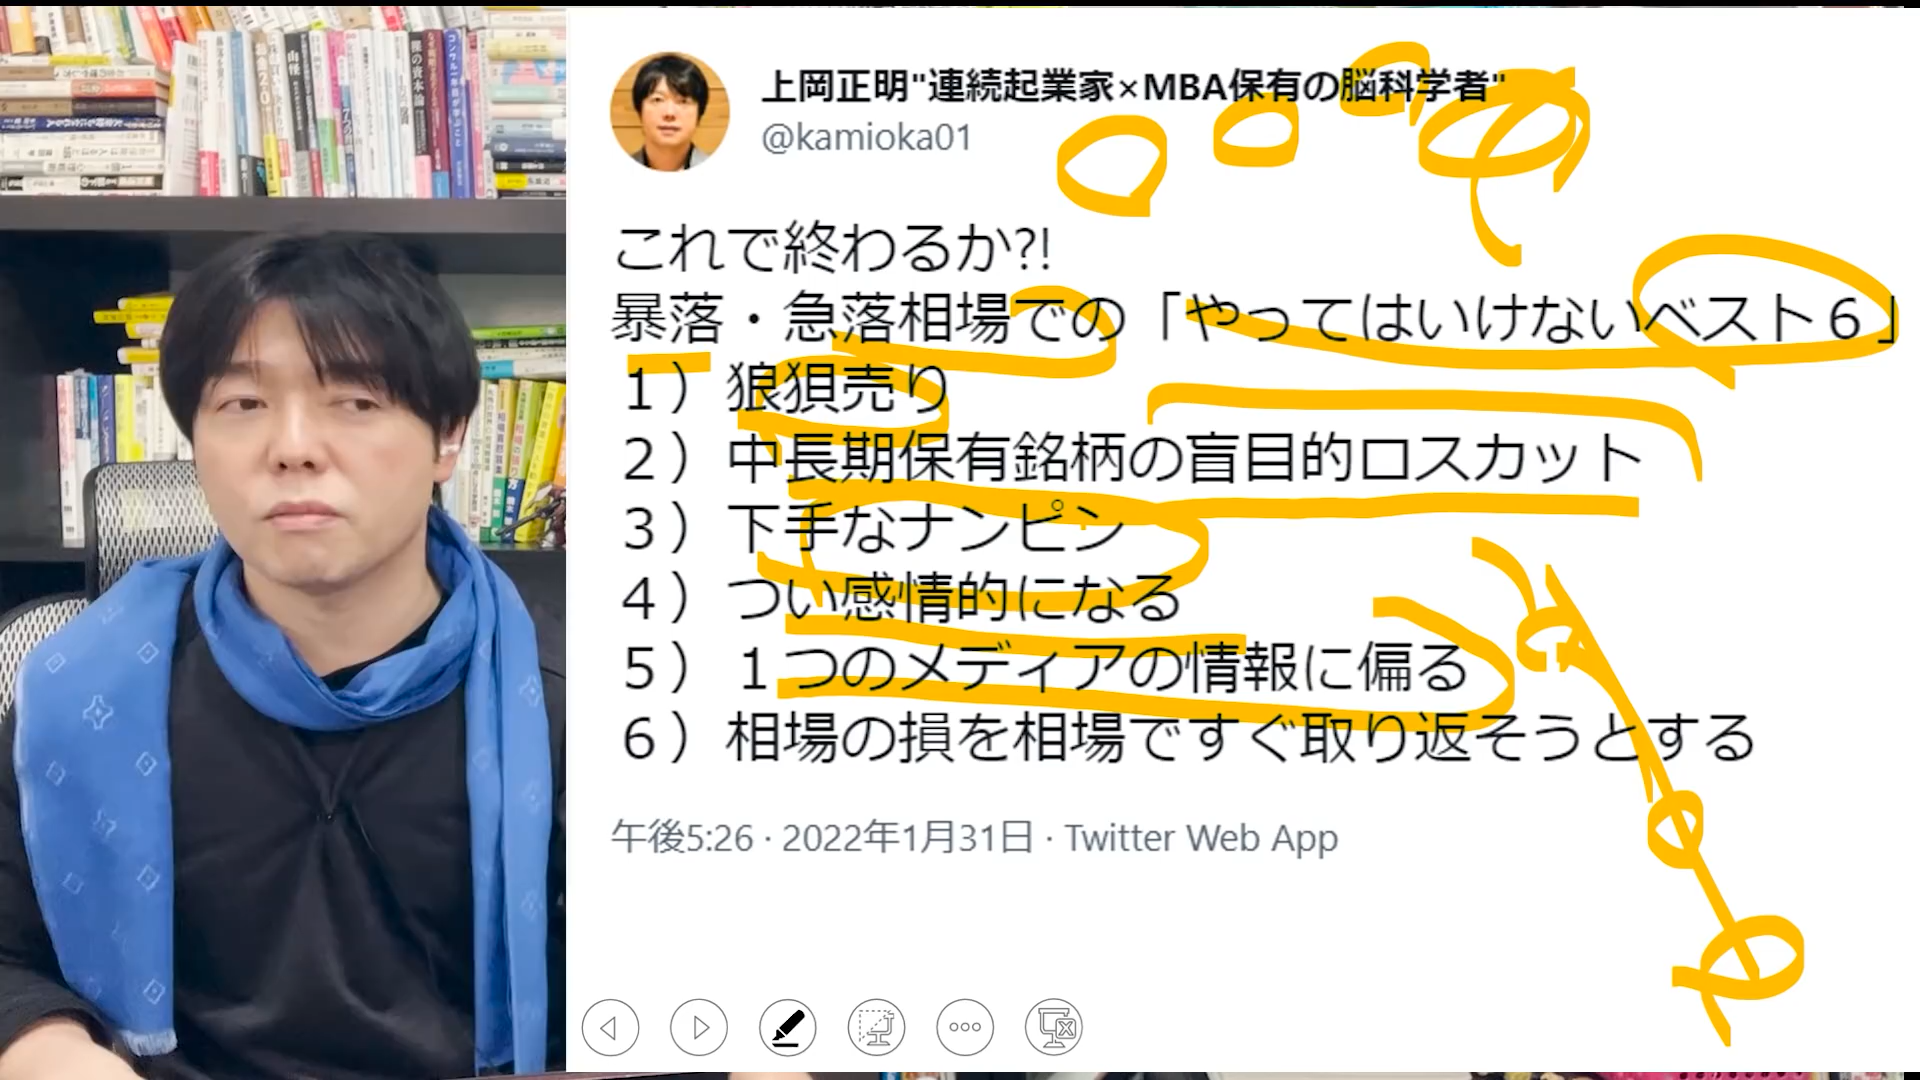 上岡正明"連続起業家×MBA保有の脳科学者"
@kamioka01
これで終わるか?!
暴落・急落相場での「やってはいけないベスト６」
１）狼狽売り
２）中長期保有銘柄の盲目的ロスカット
３）下手なナンピン
４）つい感情的になる
５）１つのメディアの情報に偏る
６）相場の損を相場ですぐ取り返そうとする
午後5:26 · 2022年1月31日 · Twitter Web App